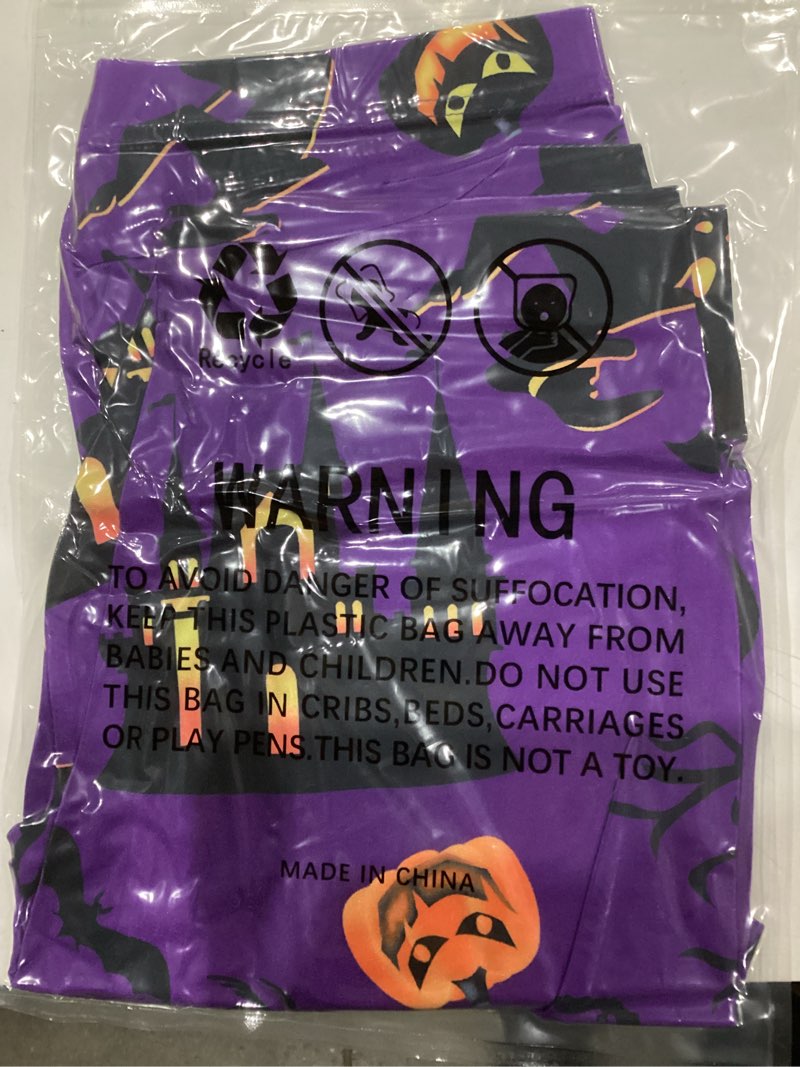 Recycle
WARNING
TO AVOID DANGER OF SUFFOCATION,
KEEP THIS PLASTIC BAG AWAY FROM
BABIES AND CHILDREN.DO NOT USE
THIS BAG IN CRIBS,BEDS,CARRIAGES
OR PLAY PENS.THIS BAG IS NOT A TOY.
MADE IN CHINA